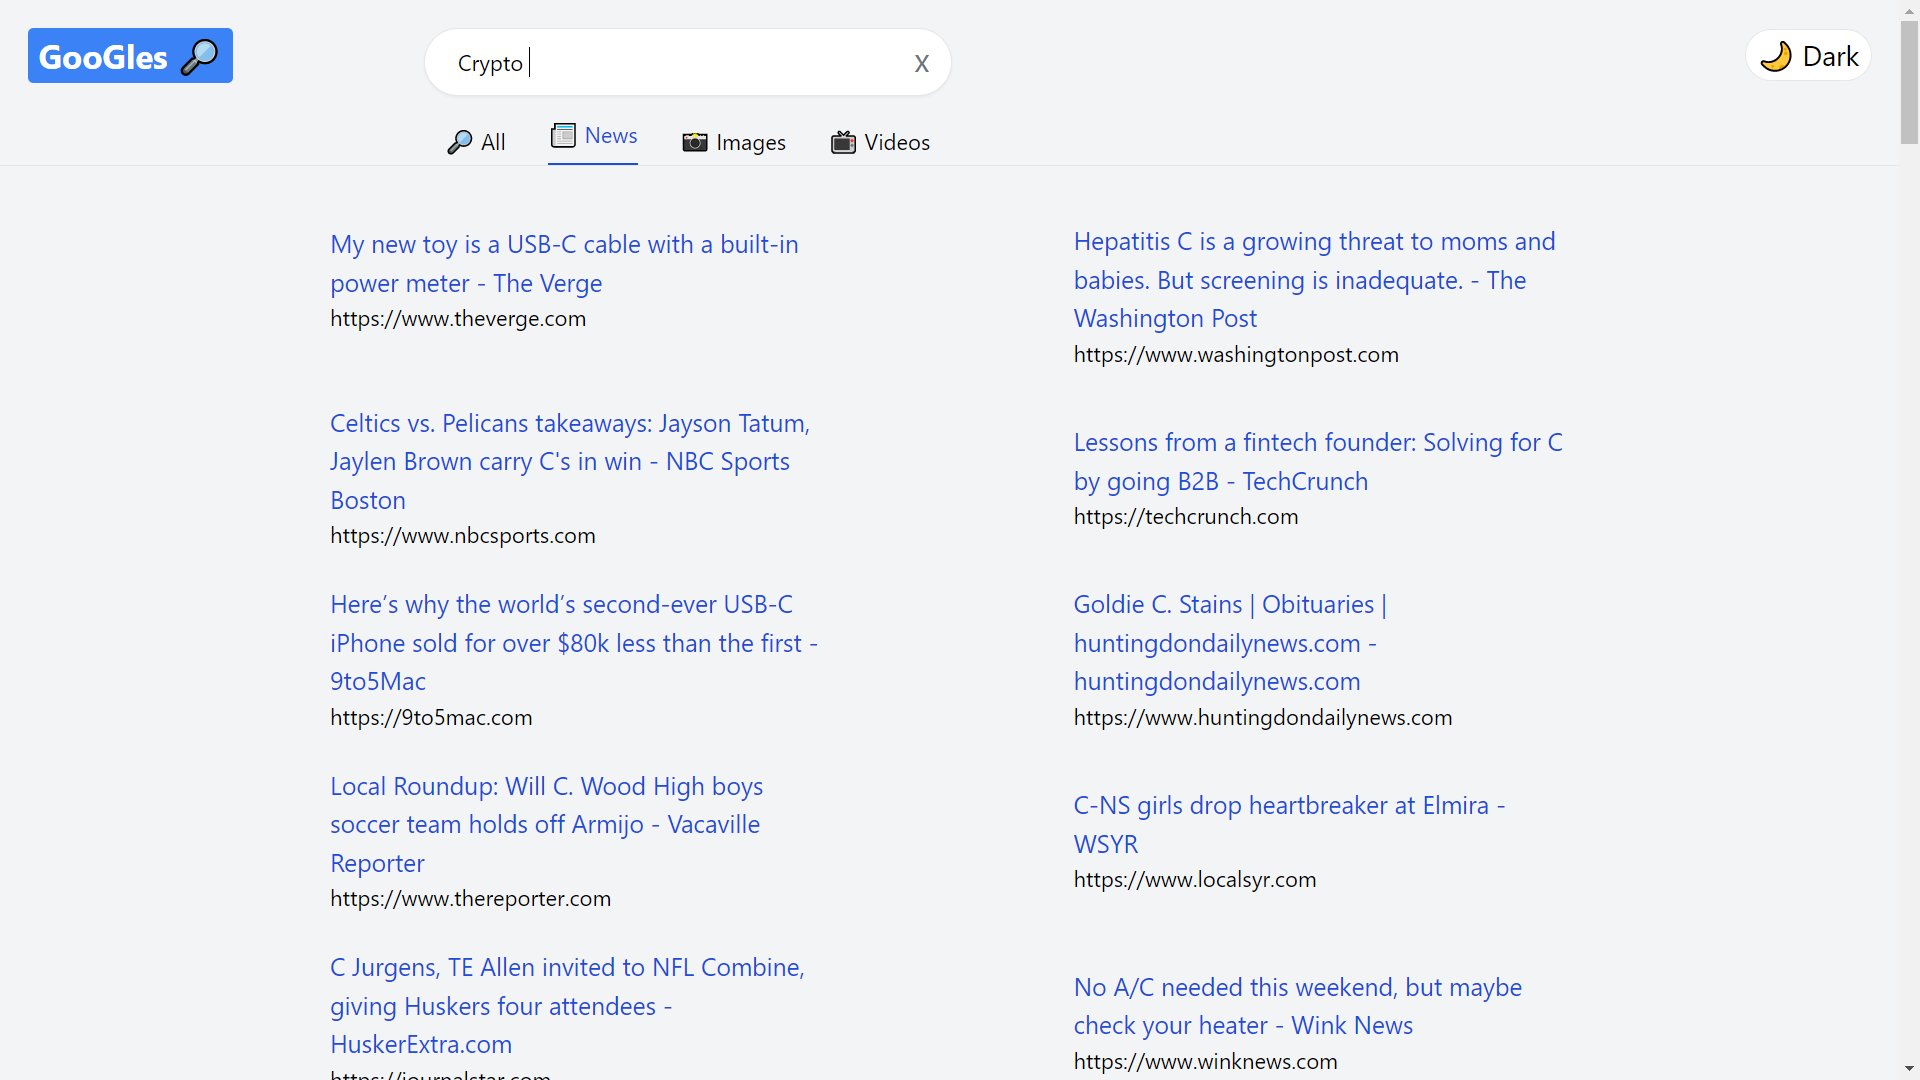 GooGles
Crypto
X
Dark
All
News
Images
Videos
My new toy is a USB-C cable with a built-in
power meter - The Verge
https://www.theverge.com
Hepatitis C is a growing threat to moms and
babies. But screening is inadequate. - The
Washington Post
https://www.washingtonpost.com
Celtics vs. Pelicans takeaways: Jayson Tatum,
Jaylen Brown carry C's in win - NBC Sports
Boston
https://www.nbcsports.com
Lessons from a fintech founder: Solving for C
by going B2B - TechCrunch
https://techcrunch.com
Here’s why the world’s second-ever USB-C
iPhone sold for over $80k less than the first -
9to5Mac
https://9to5mac.com
Goldie C. Stains | Obituaries |
huntingdondailynews.com -
huntingdondailynews.com
https://www.huntingdondailynews.com
Local Roundup: Will C. Wood High boys
soccer team holds off Armijo - Vacaville
Reporter
https://www.thereporter.com
C-NS girls drop heartbreaker at Elmira -
WSYR
https://www.localsyr.com
C Jurgens, TE Allen invited to NFL Combine,
giving Huskers four attendees -
HuskerExtra.com
https://journalstar.com
No A/C needed this weekend, but maybe
check your heater - Wink News
https://www.winknews.com